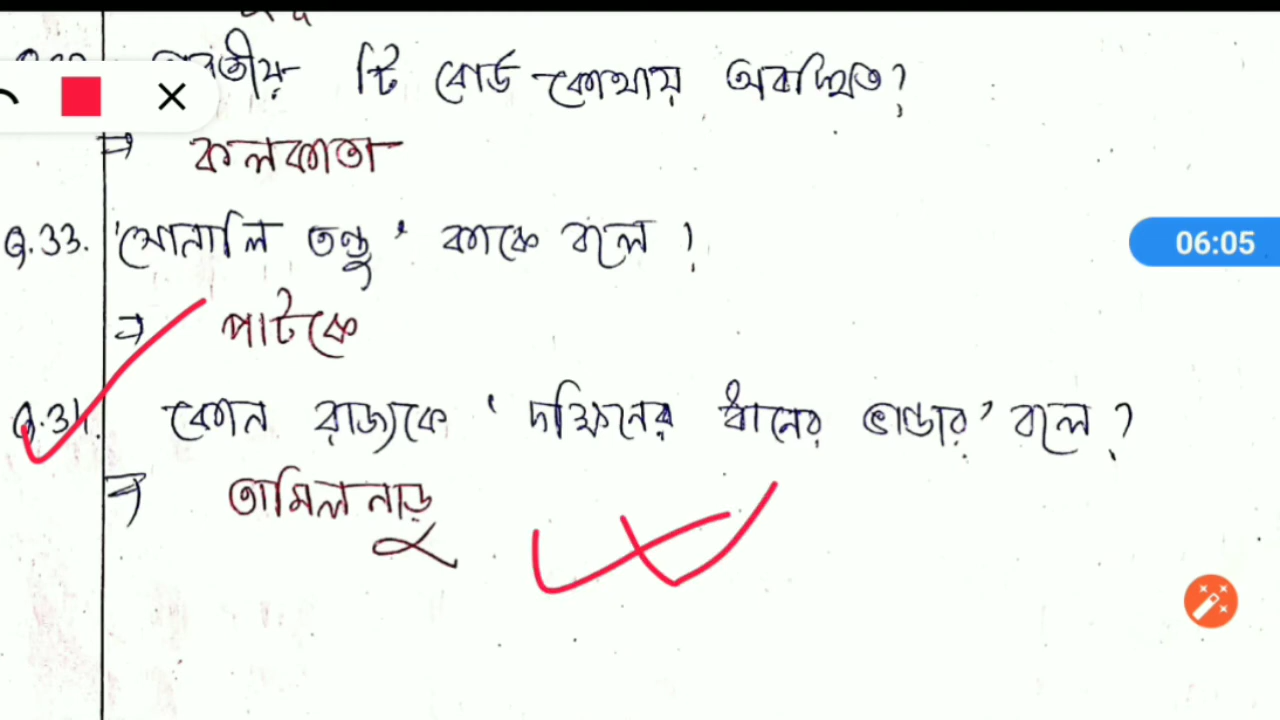 টি বোর্ড কোথায় অবস্থিত?
⇒ কলকাতা
Q.33. 'সোনালি তন্তু' কাকে বলে?
⇒ পাটকে
Q.34. কোন রাজ্যকে 'দক্ষিনের ধানের ভান্ডার' বলে?
⇒ তামিলনাড়ু
06:05